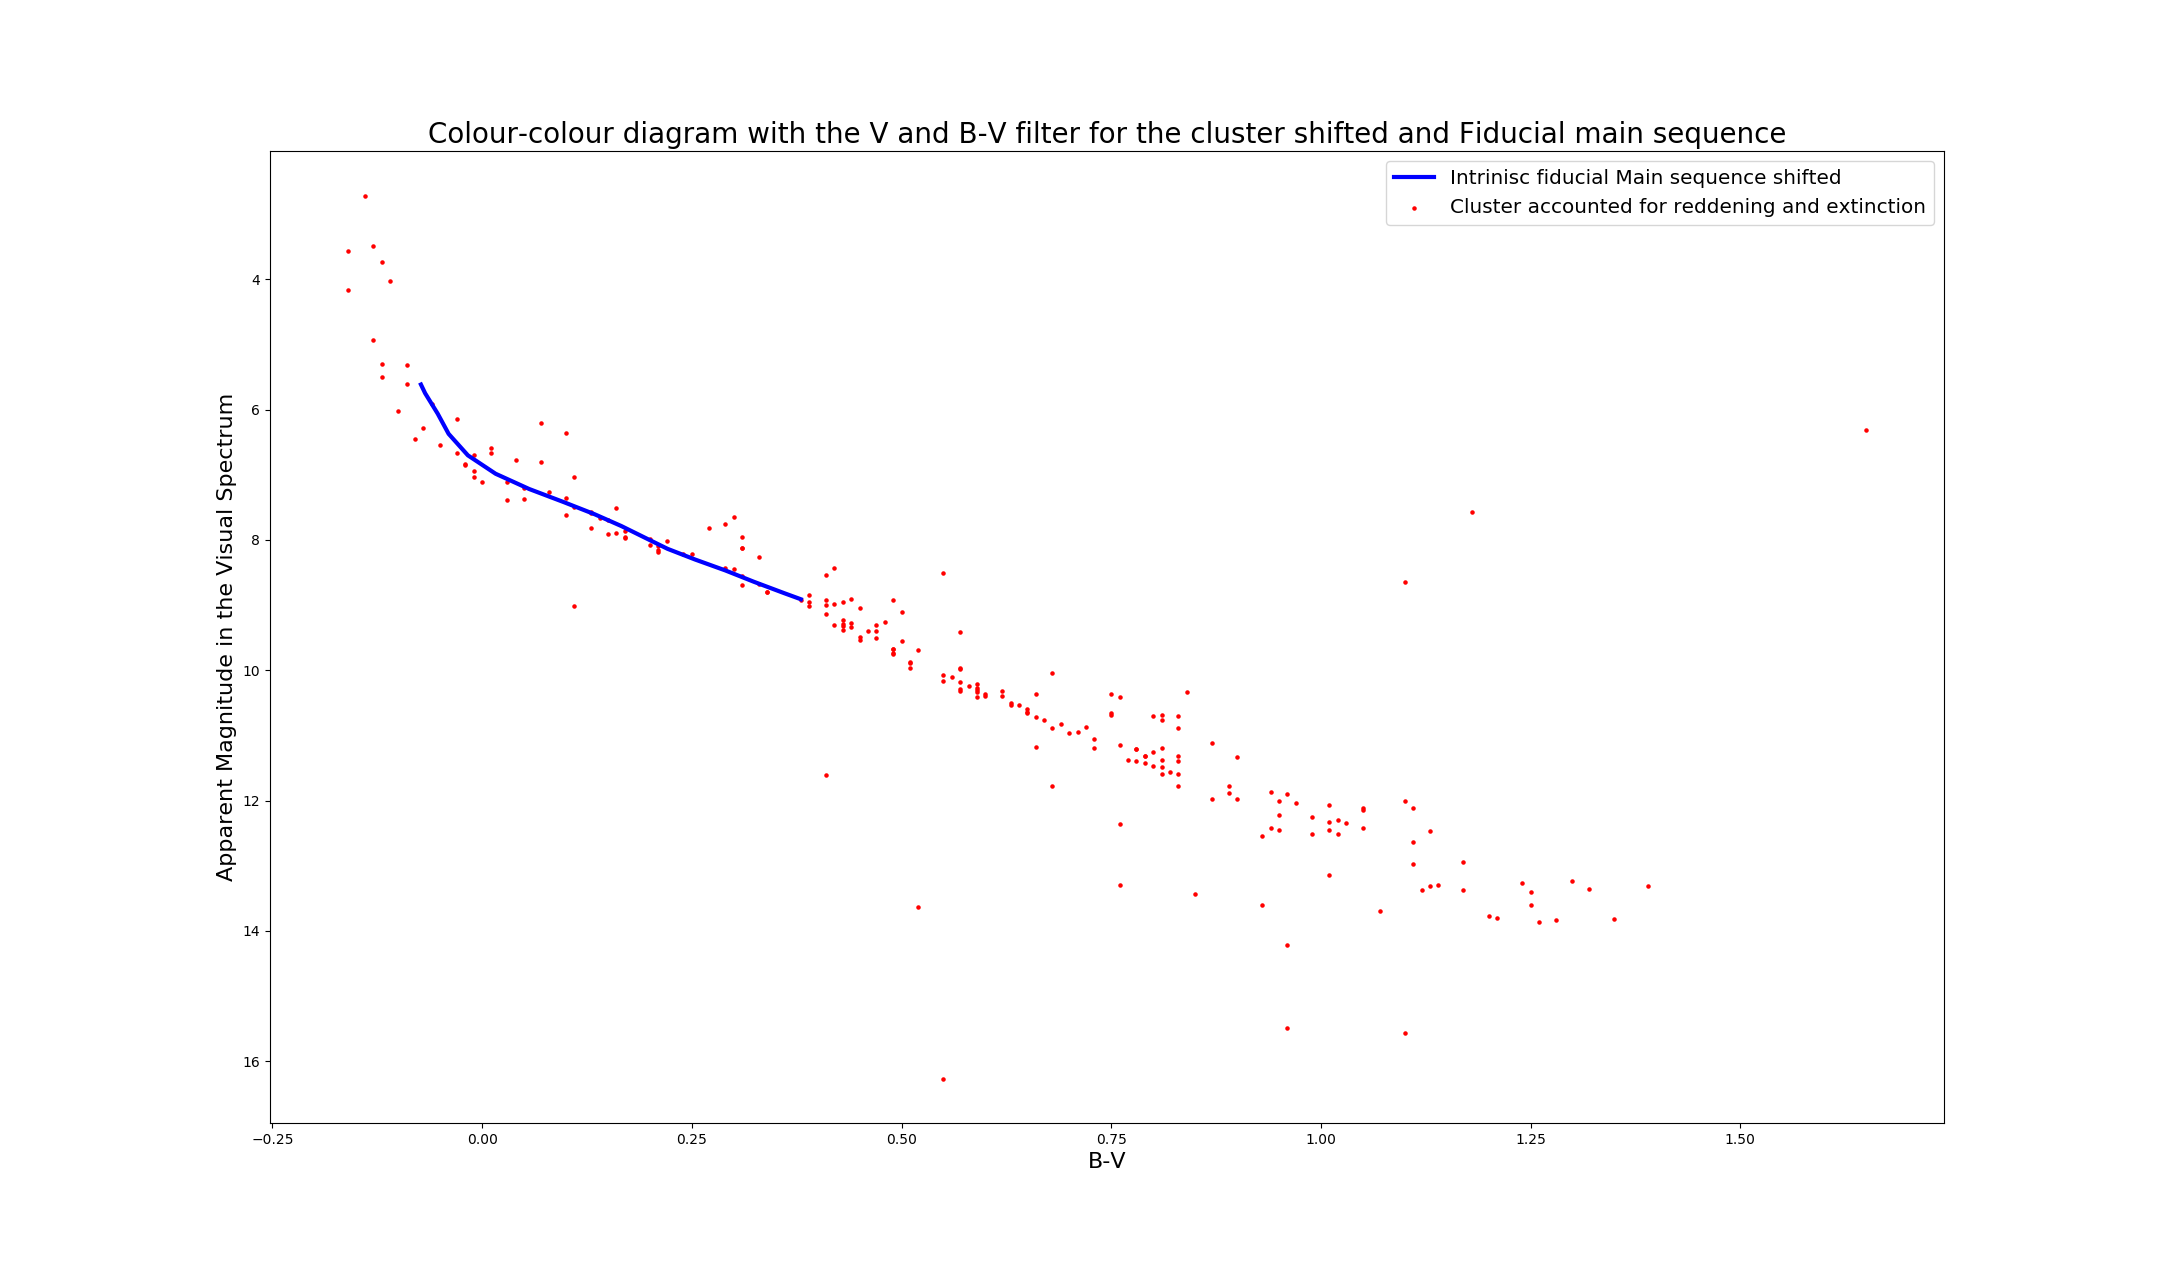 Colour-colour diagram with the V and B-V filter for the cluster shifted and Fiducial main sequence
Intrinisc fiducial Main sequence shifted
Cluster accounted for reddening and extinction
Apparent Magnitude in the Visual Spectrum
4
6
8
10
12
14
16
−0.25 0.00 0.25 0.50 0.75 1.00 1.25 1.50
B-V